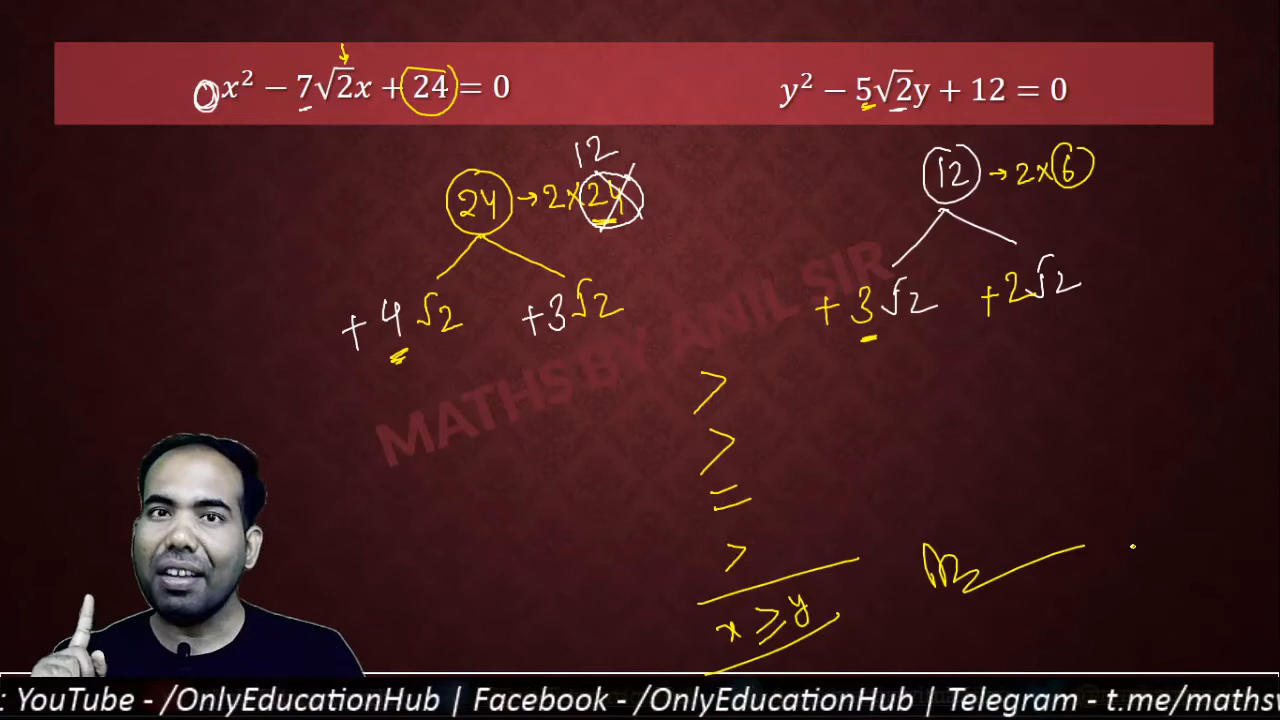 x² − 7√2x + 24 = 0
y² − 5√2y + 12 = 0
12
24 → 2×24
12 → 2×6
+4√2 +3√2
+3√2 +2√2
MATHS BY ANIL SIR
>
>
=
>
x ≥ y
: YouTube - /OnlyEducationHub | Facebook - /OnlyEducationHub | Telegram - t.me/maths